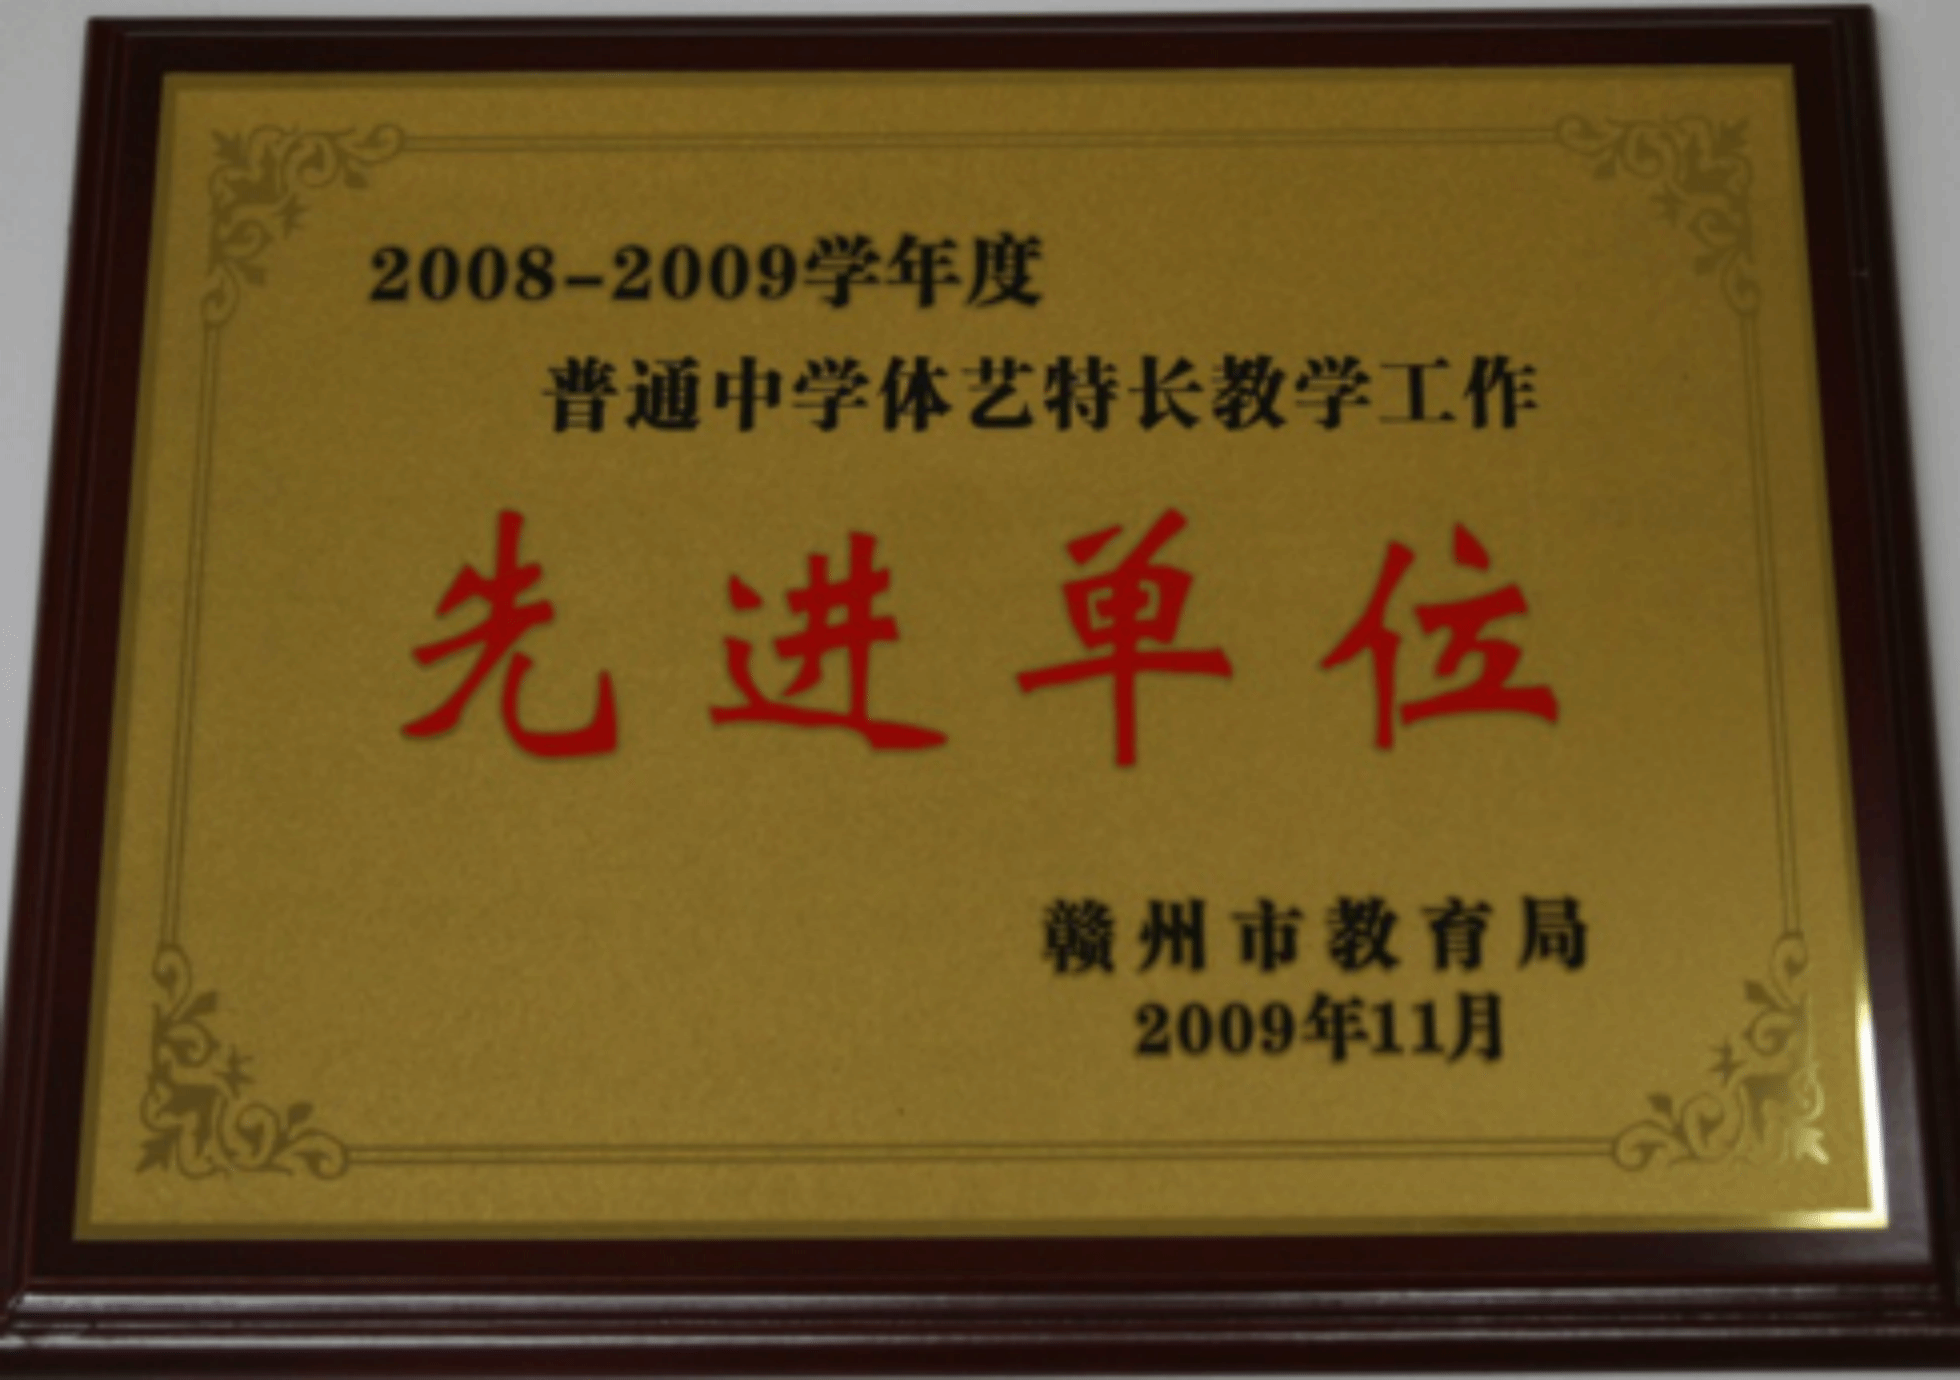 2008-2009学年度
普通中学体艺特长教学工作
先进单位
赣州市教育局
2009年11月